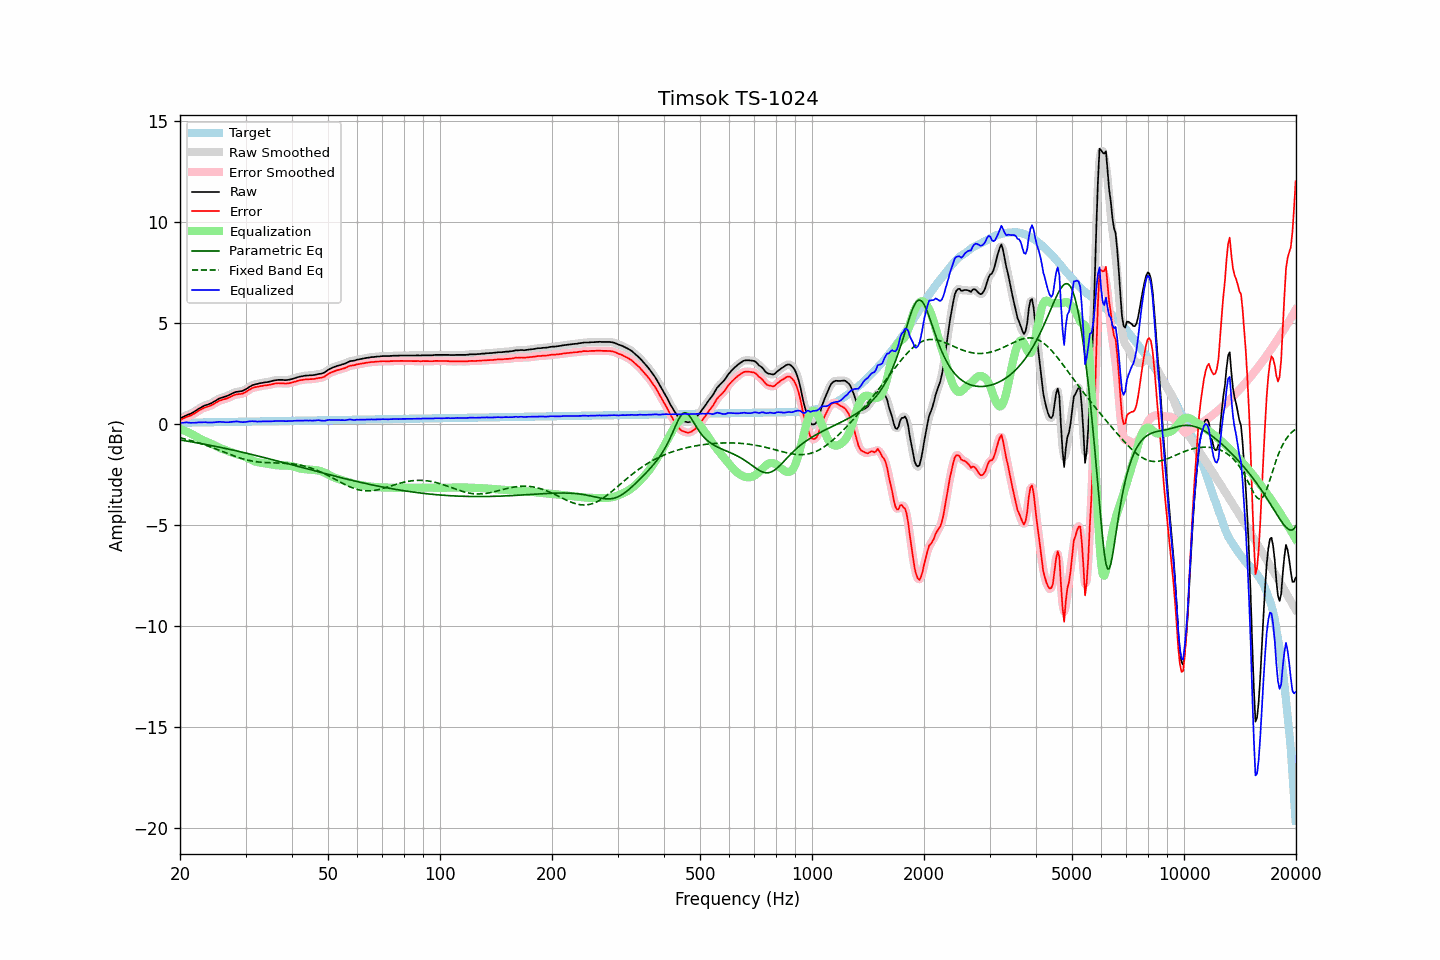 Timsok TS-1024
15
10
5
0
−5
−10
−15
−20
Amplitude (dBr)
Target
Raw Smoothed
Error Smoothed
Raw
Error
Equalization
Parametric Eq
Fixed Band Eq
Equalized
20 50 100 200 500 1000 2000 5000 10000 20000
Frequency (Hz)